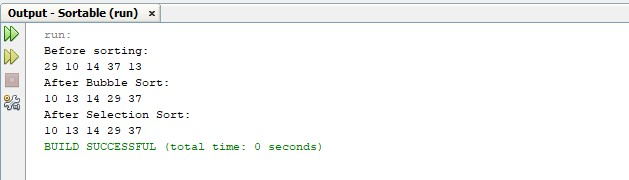 Output - Sortable (run) ×
run:
Before sorting:
29 10 14 37 13
After Bubble Sort:
10 13 14 29 37
After Selection Sort:
10 13 14 29 37
BUILD SUCCESSFUL (total time: 0 seconds)